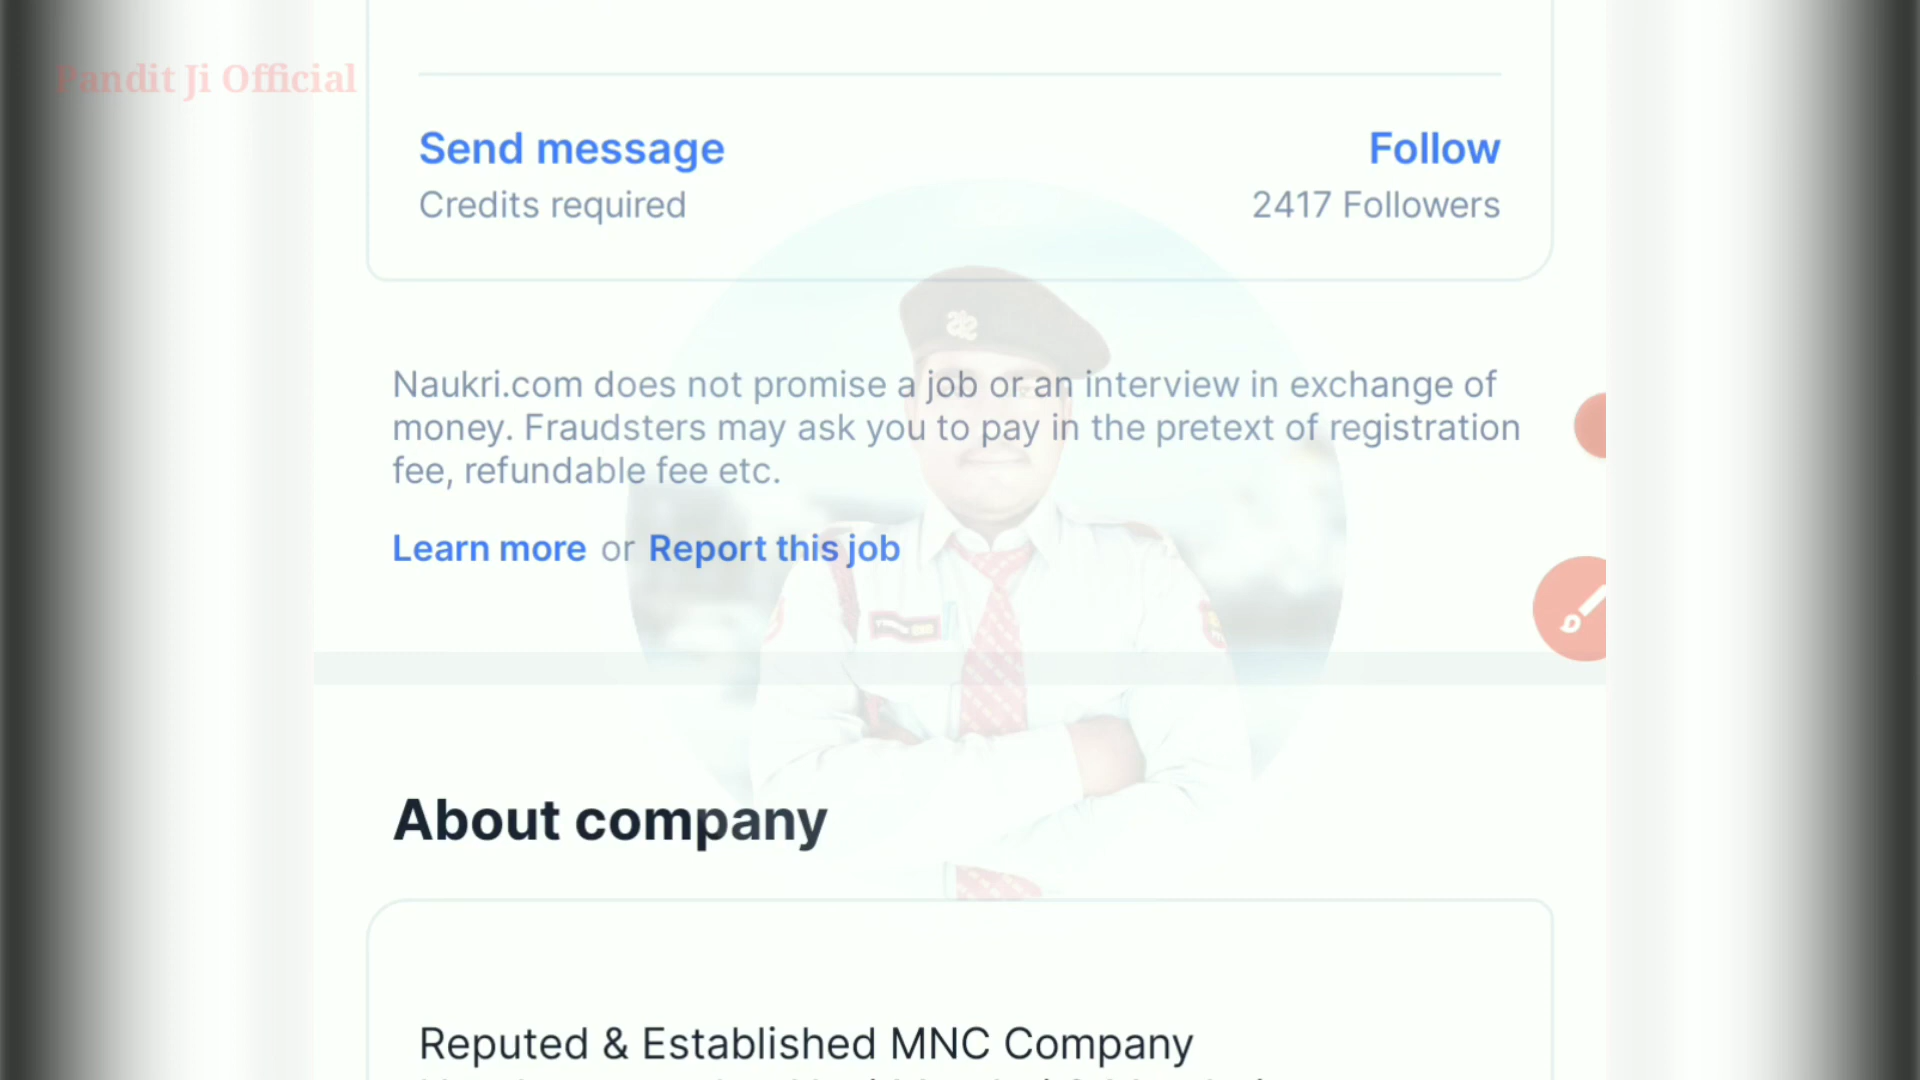 Pandit Ji Official
Send message
Follow
Credits required
2417 Followers
Naukri.com does not promise a job or an interview in exchange of
money. Fraudsters may ask you to pay in the pretext of registration
fee, refundable fee etc.
Learn more or Report this job
About company
Reputed & Established MNC Company